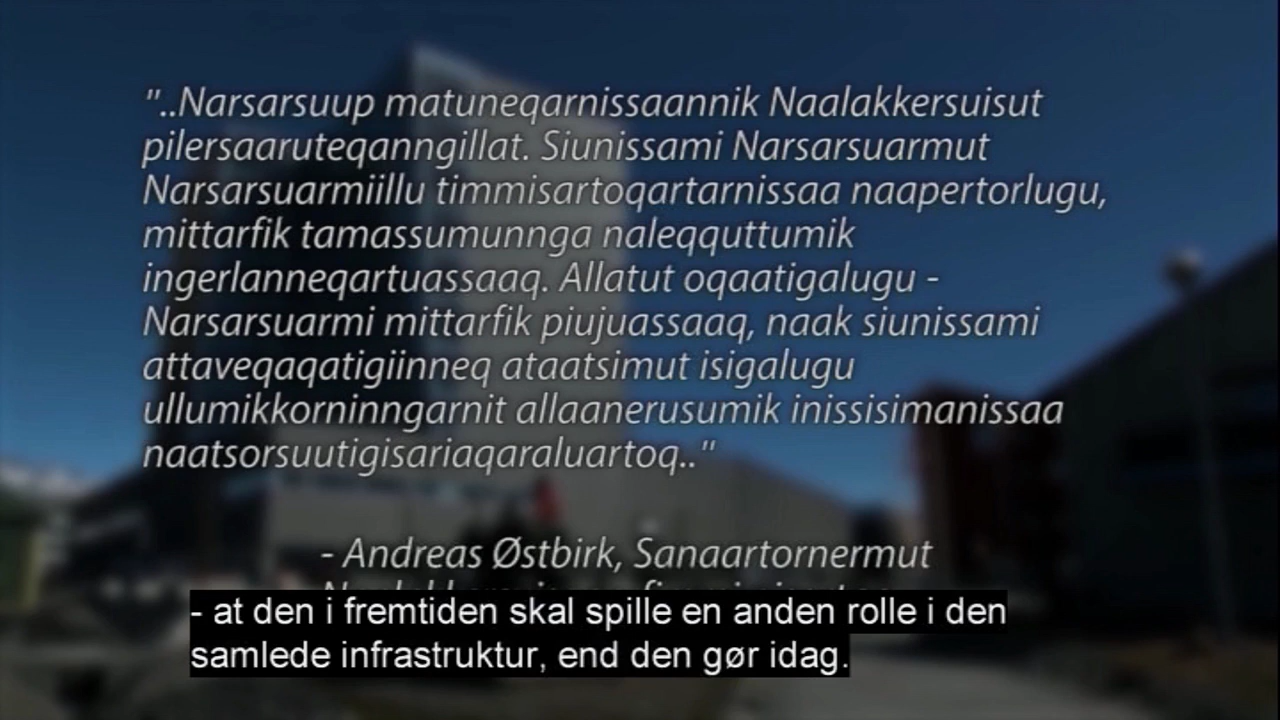 "..Narsarsuup matuneqarnissaannik Naalakkersuisut
pilersaaruteqanngillat. Siunissami Narsarsuarmut
Narsarsuarmiillu timmisartoqartarnissaa naapertorlugu,
mittarfik tamassumunnga naleqquttumik
ingerlanneqartuassaaq. Allatut oqaatigalugu -
Narsarsuarmi mittarfik piujuassaaq, naak siunissami
attaveqaqatigiinneq ataatsimut isigalugu
ullumikkorninngarnit allaanerusumik inissisimanissaa
naatsorsuutigisariaqaraluartoq.."
- Andreas Østbirk, Sanaartornermut
- at den i fremtiden skal spille en anden rolle i den
samlede infrastruktur, end den gør idag.